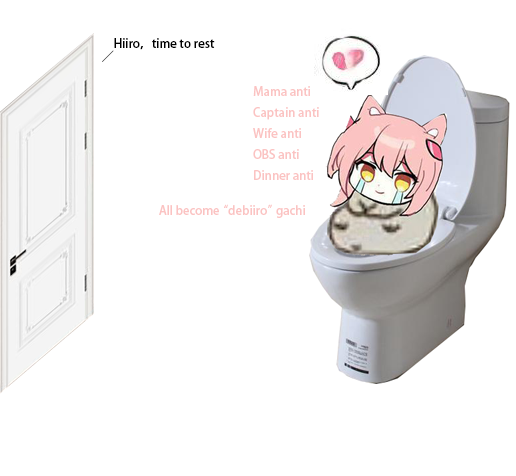 Hiiro, time to rest
Mama anti
Captain anti
Wife anti
OBS anti
Dinner anti
All become “debiiro” gachi